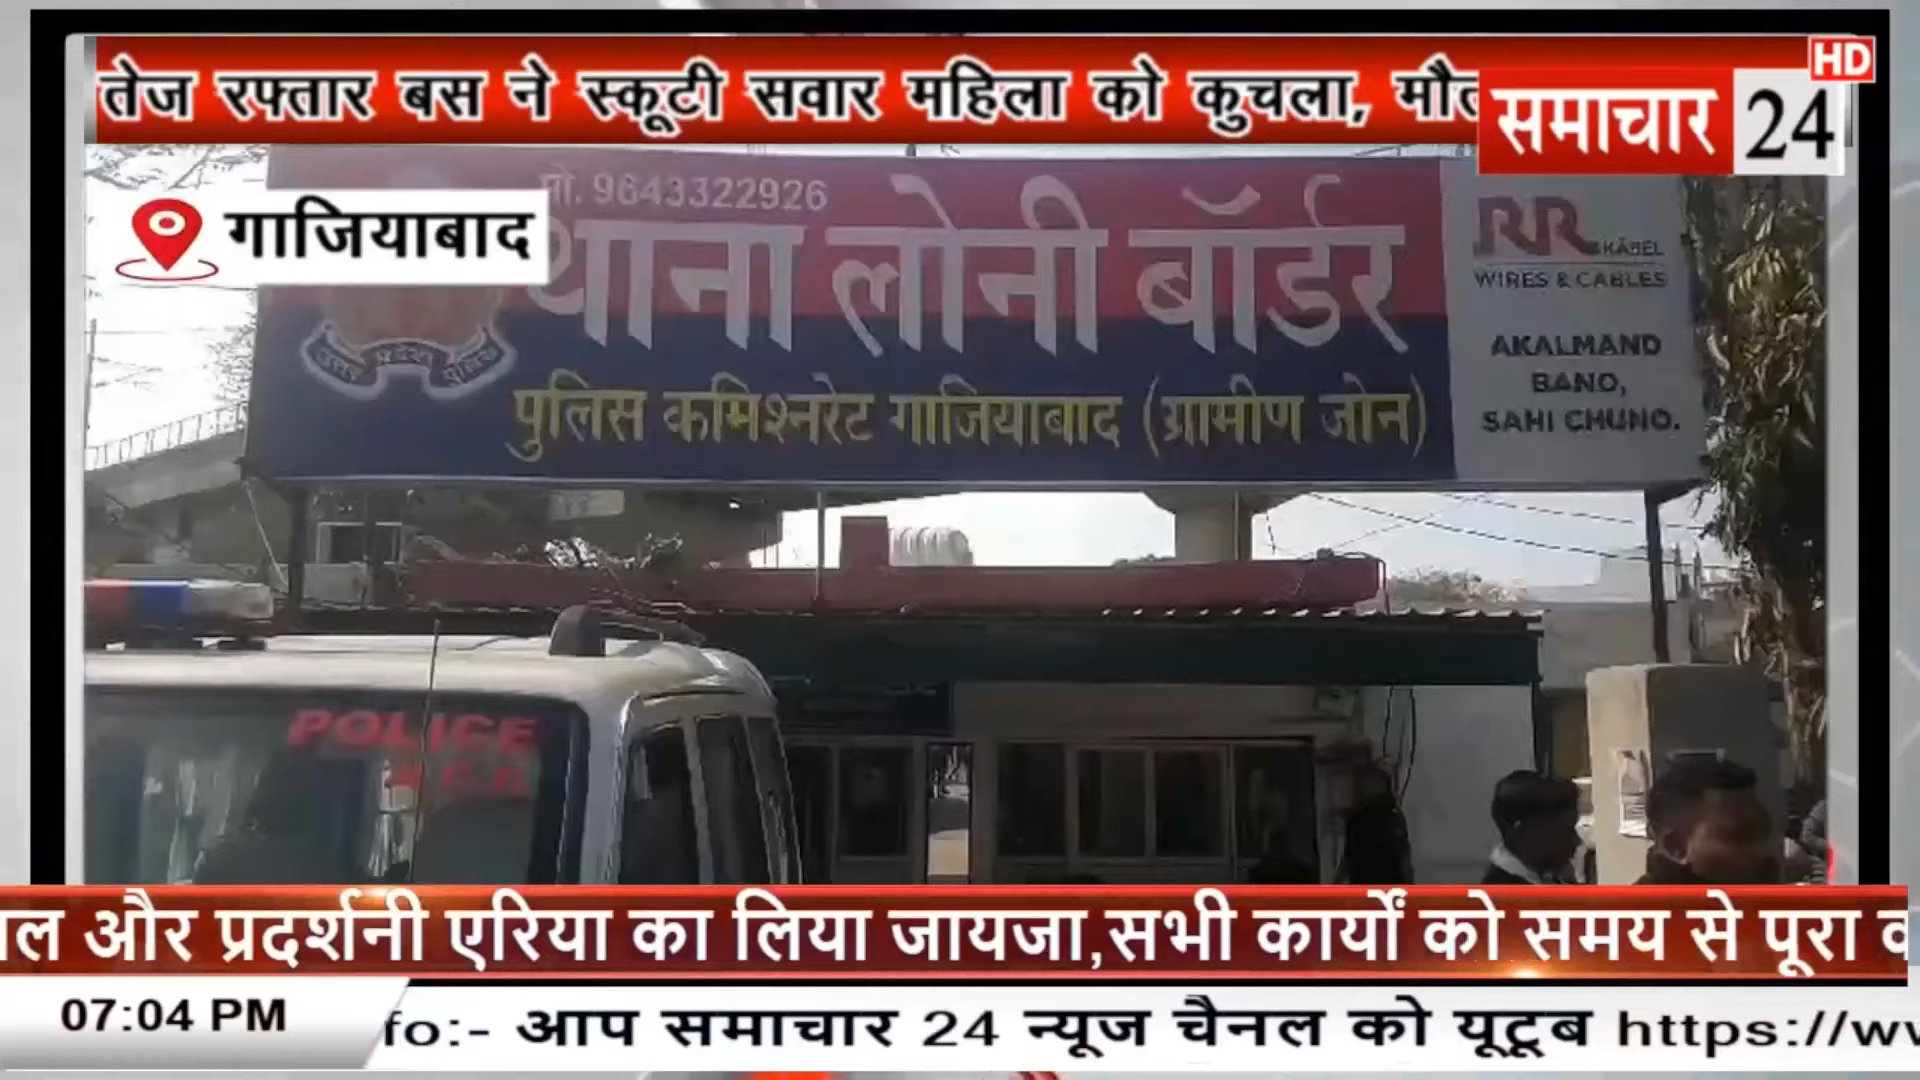 HD
तेज रफ्तार बस ने स्कूटी सवार महिला को कुचला,
समाचार 24
गाजियाबाद
मो. 9643322926
थाना लोनी बॉर्डर
पुलिस कमिश्नरेट गाजियाबाद (ग्रामीण जोन)
RR KABEL
WIRES & CABLES
AKALMAND
BANO,
SAHI CHUNO.
POLICE
और प्रदर्शनी एरिया का लिया जायजा,सभी कार्यों को समय से पूरा
07:04 PM
fo:- आप समाचार 24 न्यूज चैनल को यूटूब https://w